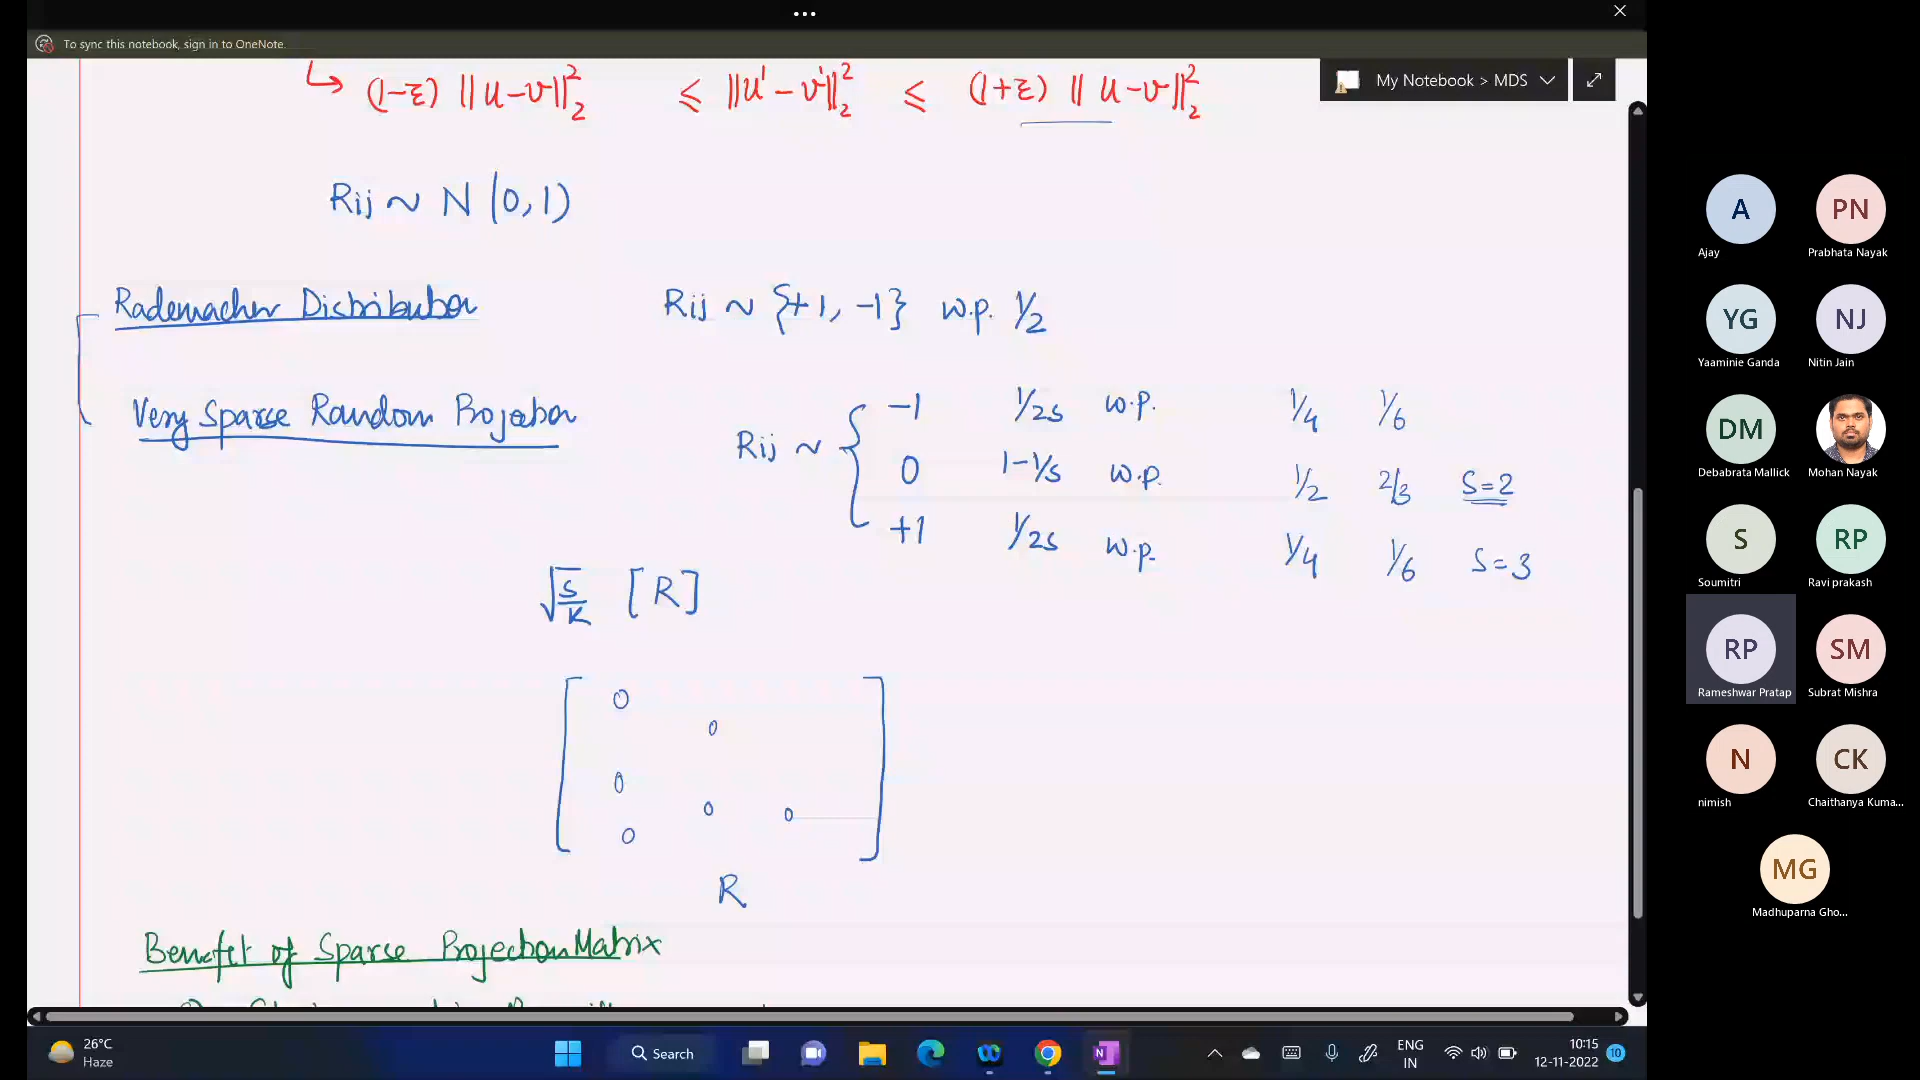 To sync this notebook, sign in to OneNote.
My Notebook > MDS
(1-ε) ||u-v||₂² ≤ ||u'-v'||₂² ≤ (1+ε) ||u-v||₂²
Rij ~ N(0,1)
Rademacher Distribution Rij ~ {+1, -1} w.p. 1/2
Very Sparse Random Projection
Rij ~ {
-1 1/2s w.p. 1/4 1/6
0 1-1/s w.p. 1/2 2/3 s=2
+1 1/2s w.p. 1/4 1/6 s=3
√(s/k) [R]
0
0
0
0 0
0
R
Benefit of Sparse Projection Matrix
A
Ajay
PN
Prabhata Nayak
YG
Yaaminie Ganda
NJ
Nitin Jain
DM
Debabrata Mallick
Mohan Nayak
S
Soumitri
RP
Ravi prakash
RP
Rameshwar Pratap
SM
Subrat Mishra
N
nimish
CK
Chaithanya Kuma...
MG
Madhuparna Gho...
26°C
Haze
Search
ENG
IN
10:15
12-11-2022
10